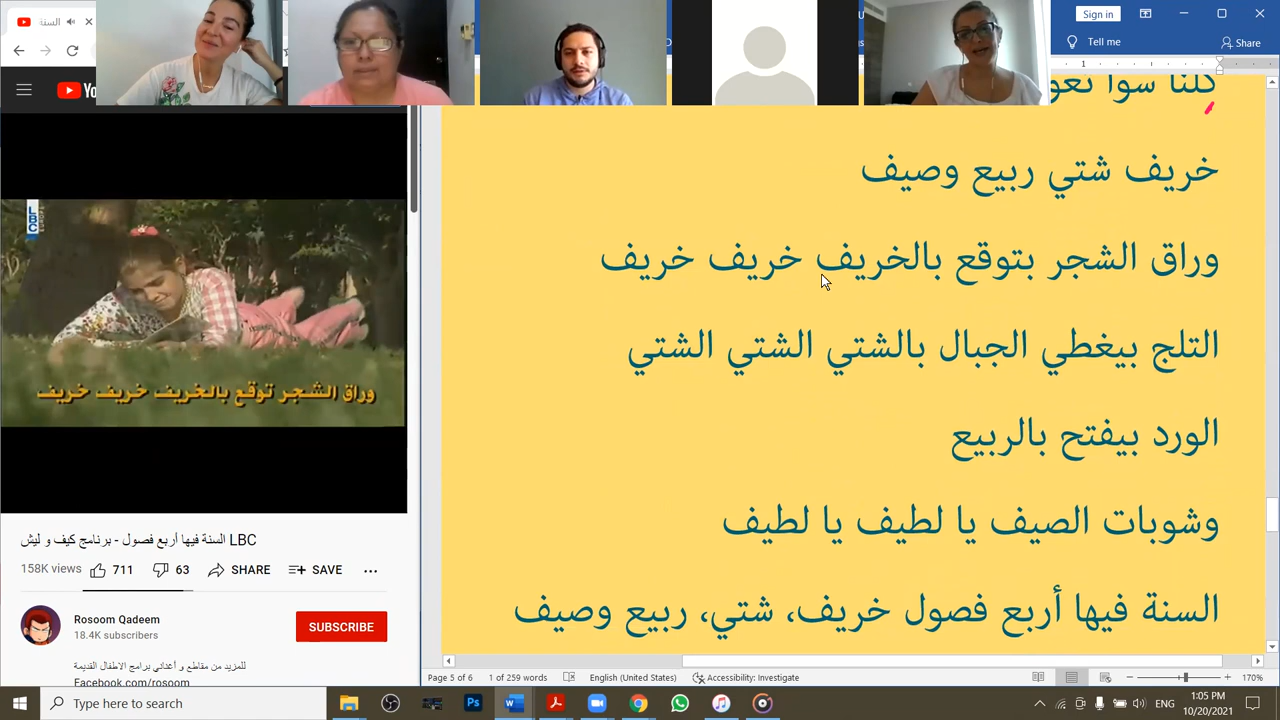 السنة
Sign in
Tell me
Share
كلنا سوا نعو
1
خريف شتي ربيع وصيف
وراق الشجر بتوقع بالخريف خريف خريف
التلج بيغطي الجبال بالشتي الشتي الشتي
الورد بيفتح بالربيع
وشوبات الصيف يا لطيف يا لطيف
السنة فيها أربع فصول خريف، شتي، ربيع وصيف
LBC
وراق الشجر توقع بالخريف خريف خريف
السنة فيها أربع فصول - برنامج كيف و ليش LBC
158K views 711 63 SHARE SAVE
Rosoom Qadeem
18.4K subscribers
SUBSCRIBE
للمزيد من مقاطع و أغاني برامج الاطفال القديمة
Facebook.com/rosoom
Page 5 of 6 1 of 259 words English (United States) Accessibility: Investigate 170%
Type here to search
ENG
1:05 PM
10/20/2021